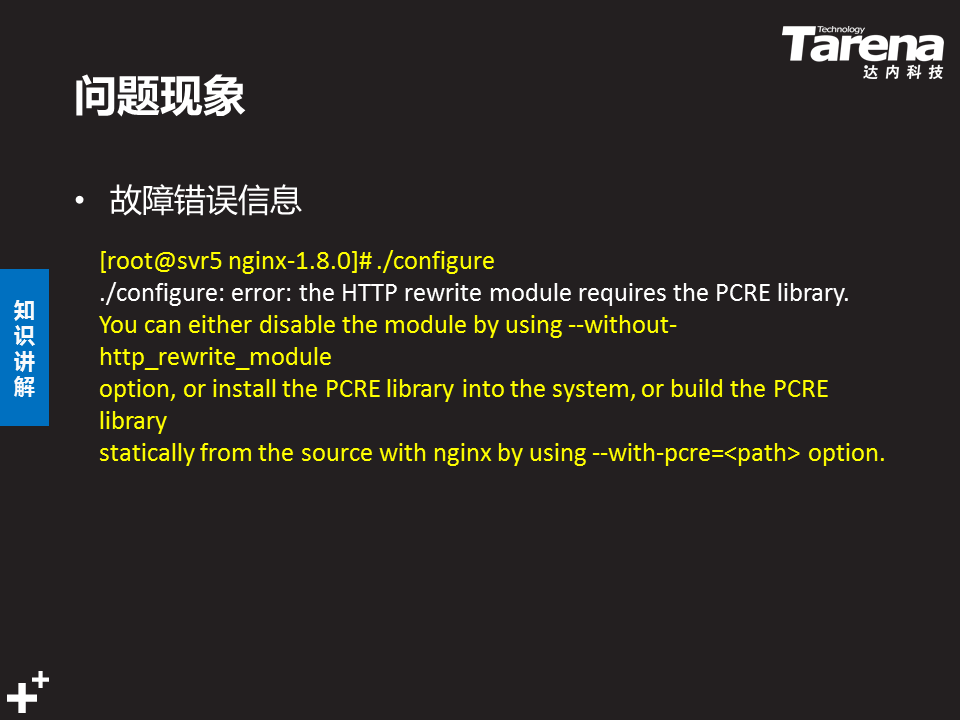 Technology
Tarena
达内科技
问题现象
• 故障错误信息
[root@svr5 nginx-1.8.0]# ./configure
./configure: error: the HTTP rewrite module requires the PCRE library.
You can either disable the module by using --without-
http_rewrite_module
option, or install the PCRE library into the system, or build the PCRE
library
statically from the source with nginx by using --with-pcre=<path> option.
知
识
讲
解